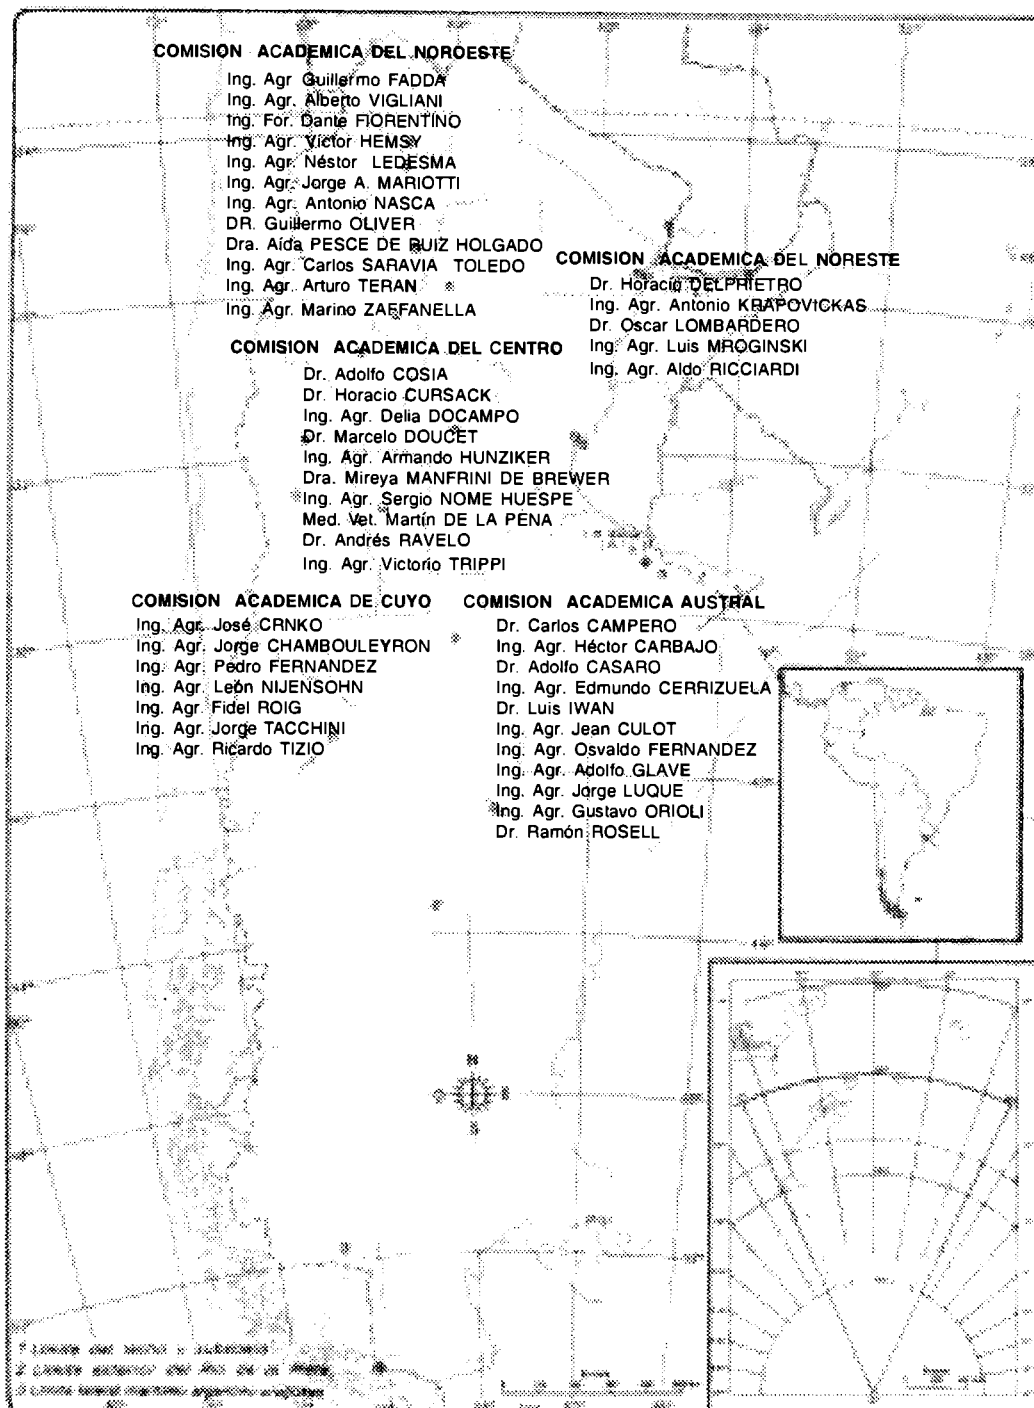 COMISION ACADEMICA DEL NOROESTE
Ing. Agr Guillermo FADDA
Ing. Agr. Alberto VIGLIANI
Ing. For. Dante FIORENTINO
Ing. Agr. Víctor HEMSY
Ing. Agr. Néstor LEDESMA
Ing. Agr. Jorge A. MARIOTTI
Ing. Agr. Antonio NASCA
DR. Guillermo OLIVER
Dra. Aída PESCE DE RUIZ HOLGADO
Ing. Agr. Carlos SARAVIA TOLEDO
Ing. Agr. Arturo TERAN
Ing. Agr. Marino ZAFFANELLA
COMISION ACADEMICA DEL NORESTE
Dr. Horacio DELPRIETRO
Ing. Agr. Antonio KRAPOVICKAS
Dr. Oscar LOMBARDERO
Ing. Agr. Luis MROGINSKI
Ing. Agr. Aldo RICCIARDI
COMISION ACADEMICA DEL CENTRO
Dr. Adolfo COSIA
Dr. Horacio CURSACK
Ing. Agr. Delia DOCAMPO
Dr. Marcelo DOUCET
Ing. Agr. Armando HUNZIKER
Dra. Mireya MANFRINI DE BREWER
Ing. Agr. Sergio NOME HUESPE
Med. Vet. Martín DE LA PENA
Dr. Andrés RAVELO
Ing. Agr. Victorio TRIPPI
COMISION ACADEMICA DE CUYO
Ing. Agr. José CRNKO
Ing. Agr. Jorge CHAMBOULEYRON
Ing. Agr. Pedro FERNANDEZ
Ing. Agr. León NIJENSOHN
Ing. Agr. Fidel ROIG
Ing. Agr. Jorge TACCHINI
Ing. Agr. Ricardo TIZIO
COMISION ACADEMICA AUSTRAL
Dr. Carlos CAMPERO
Ing. Agr. Héctor CARBAJO
Dr. Adolfo CASARO
Ing. Agr. Edmundo CERRIZUELA
Dr. Luis IWAN
Ing. Agr. Jean CULOT
Ing. Agr. Osvaldo FERNANDEZ
Ing. Agr. Adolfo GLAVE
Ing. Agr. Jorge LUQUE
Ing. Agr. Gustavo ORIOLI
Dr. Ramón ROSELL